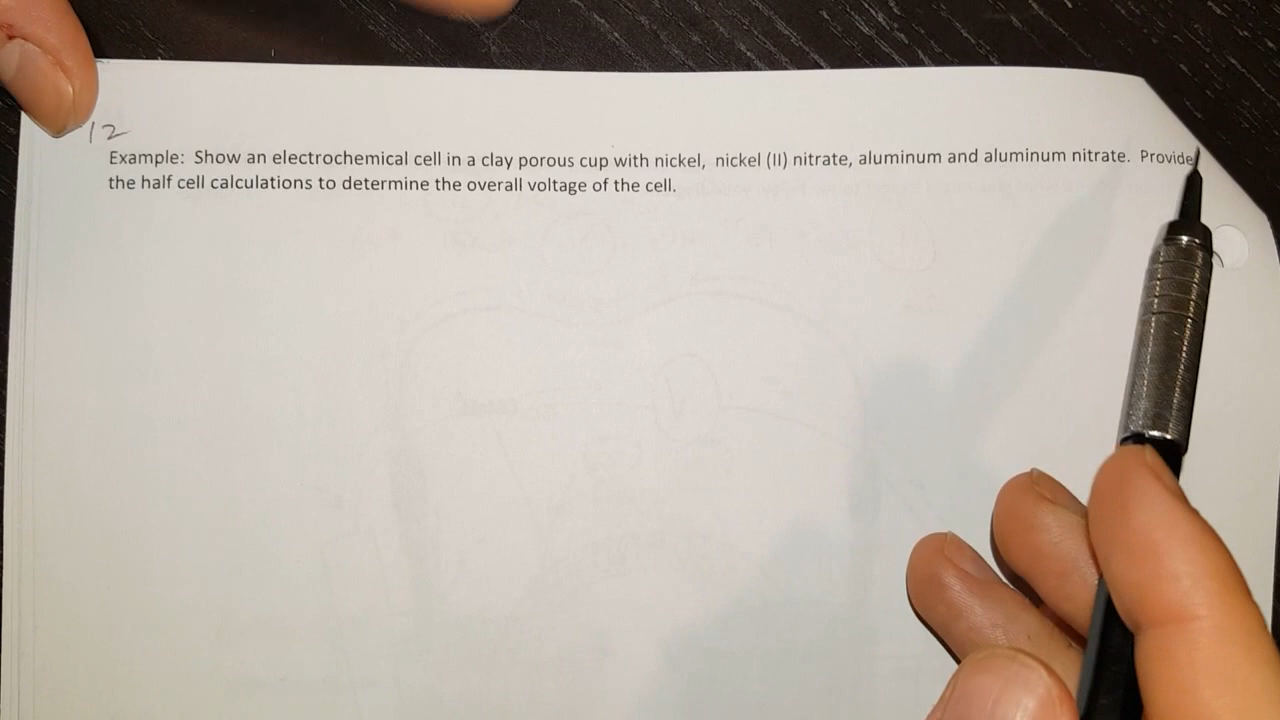 12
Example: Show an electrochemical cell in a clay porous cup with nickel, nickel (II) nitrate, aluminum and aluminum nitrate. Provide
the half cell calculations to determine the overall voltage of the cell.